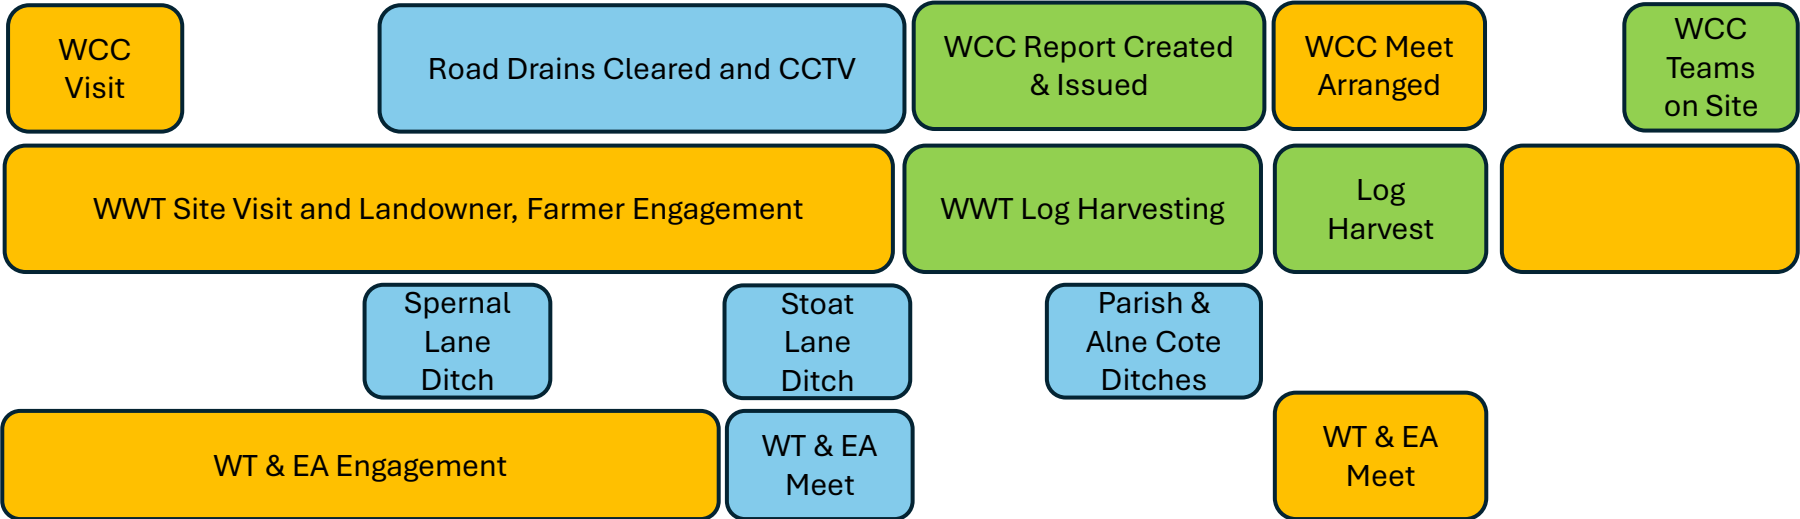 WCC
Visit
Road Drains Cleared and CCTV
WCC Report Created
& Issued
WCC Meet
Arranged
WCC
Teams
on Site
WWT Site Visit and Landowner, Farmer Engagement
WWT Log Harvesting
Log
Harvest
Spernal
Lane
Ditch
Stoat
Lane
Ditch
Parish &
Alne Cote
Ditches
WT & EA Engagement
WT & EA
Meet
WT & EA
Meet